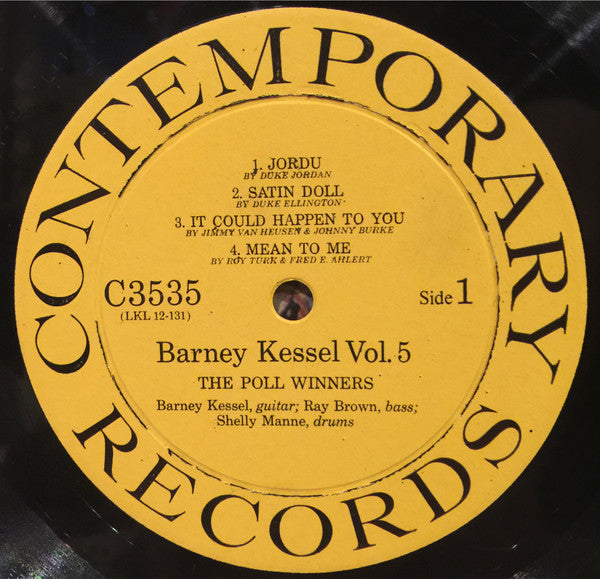 CONTEMPORARY RECORDS
1. JORDU
BY DUKE JORDAN
2. SATIN DOLL
BY DUKE ELLINGTON
3. IT COULD HAPPEN TO YOU
BY JIMMY VAN HEUSEN & JOHNNY BURKE
4. MEAN TO ME
BY ROY TURK & FRED E. AHLERT
C3535
(LKL 12-131)
Side 1
Barney Kessel Vol. 5
THE POLL WINNERS
Barney Kessel, guitar; Ray Brown, bass;
Shelly Manne, drums